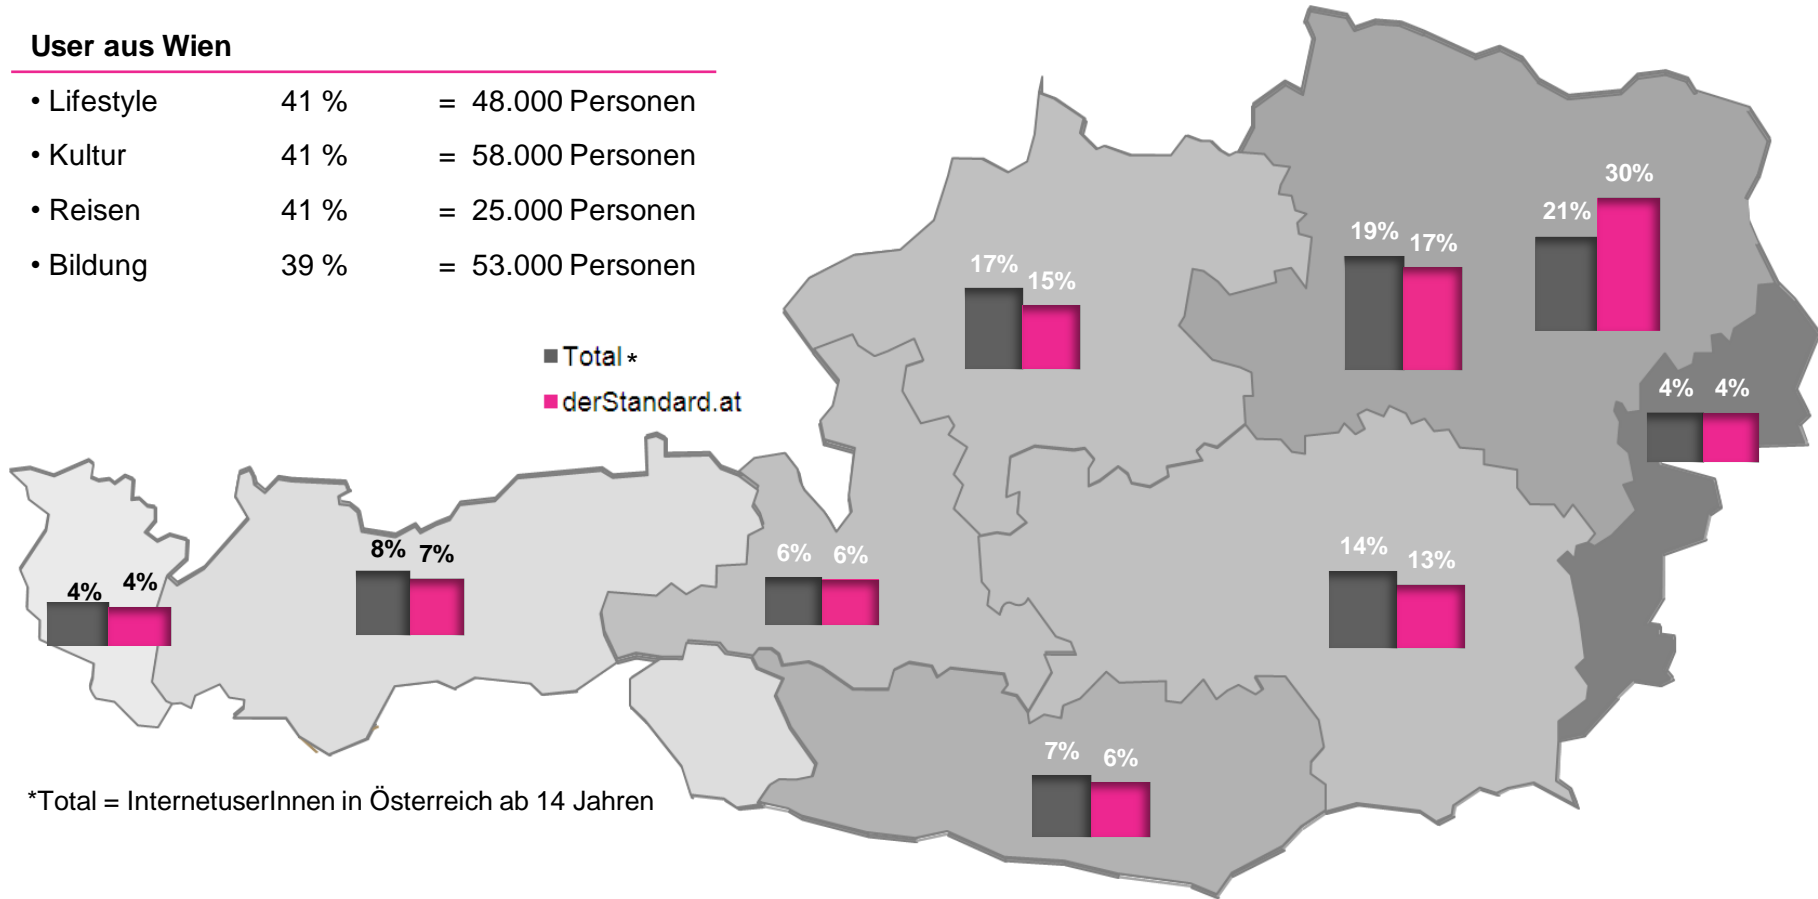 User aus Wien
• Lifestyle 41 % = 48.000 Personen
• Kultur 41 % = 58.000 Personen
• Reisen 41 % = 25.000 Personen
• Bildung 39 % = 53.000 Personen
Total *
derStandard.at
30%
21%
19% 17%
17% 15%
4% 4%
8% 7%
6% 6%
14% 13%
4% 4%
7% 6%
*Total = InternetuserInnen in Österreich ab 14 Jahren